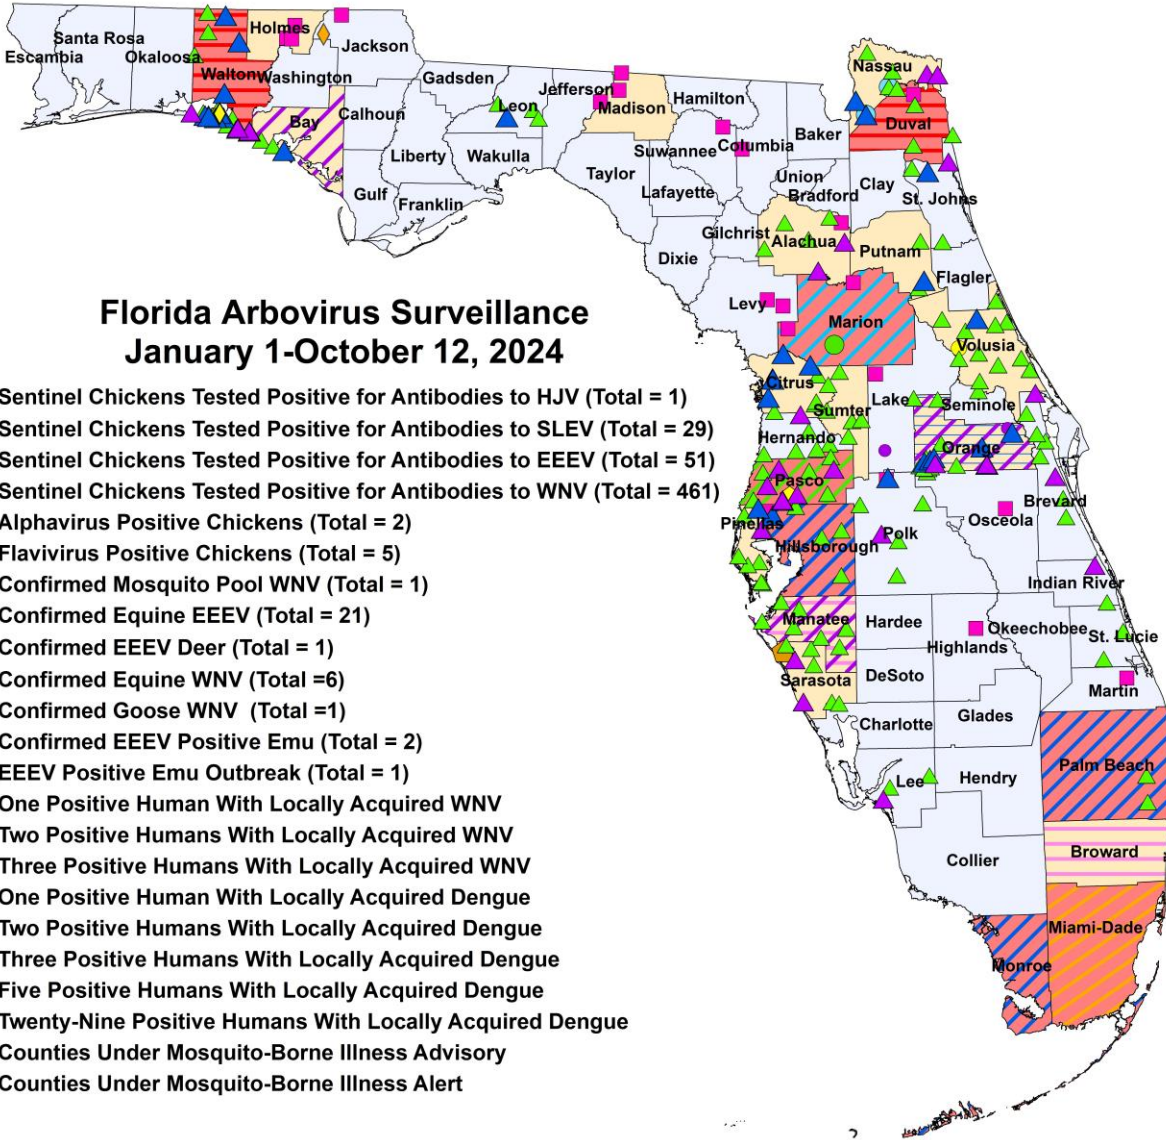 Holmes
Santa Rosa
Jackson
Escambia
Okaloosa
Walton
Washington
Gadsden
Jefferson
Nassau
Leon
Madison
Hamilton
Bay
Calhoun
Duval
Baker
Liberty
Wakulla
Suwannee
Columbia
Taylor
Union
Clay
Gulf
Franklin
Lafayette
Bradford
St. Johns
Gilchrist
Alachua
Putnam
Dixie
Flagler
Levy
Florida Arbovirus Surveillance
January 1-October 12, 2024
Marion
Volusia
Citrus
Sentinel Chickens Tested Positive for Antibodies to HJV (Total = 1)
Lake
Seminole
Sumter
Sentinel Chickens Tested Positive for Antibodies to SLEV (Total = 29)
Hernando
Orange
Sentinel Chickens Tested Positive for Antibodies to EEEV (Total = 51)
Pasco
Sentinel Chickens Tested Positive for Antibodies to WNV (Total = 461)
Brevard
Alphavirus Positive Chickens (Total = 2)
Pinellas
Osceola
Polk
Hillsborough
Flavivirus Positive Chickens (Total = 5)
Indian River
Confirmed Mosquito Pool WNV (Total = 1)
Confirmed Equine EEEV (Total = 21)
Manatee
Hardee
Okeechobee
St. Lucie
Highlands
Confirmed EEEV Deer (Total = 1)
DeSoto
Sarasota
Confirmed Equine WNV (Total =6)
Martin
Confirmed Goose WNV (Total =1)
Charlotte
Glades
Confirmed EEEV Positive Emu (Total = 2)
Palm Beach
EEEV Positive Emu Outbreak (Total = 1)
Lee
Hendry
One Positive Human With Locally Acquired WNV
Two Positive Humans With Locally Acquired WNV
Broward
Collier
Three Positive Humans With Locally Acquired WNV
One Positive Human With Locally Acquired Dengue
Two Positive Humans With Locally Acquired Dengue
Miami-Dade
Three Positive Humans With Locally Acquired Dengue
Monroe
Five Positive Humans With Locally Acquired Dengue
Twenty-Nine Positive Humans With Locally Acquired Dengue
Counties Under Mosquito-Borne Illness Advisory
Counties Under Mosquito-Borne Illness Alert